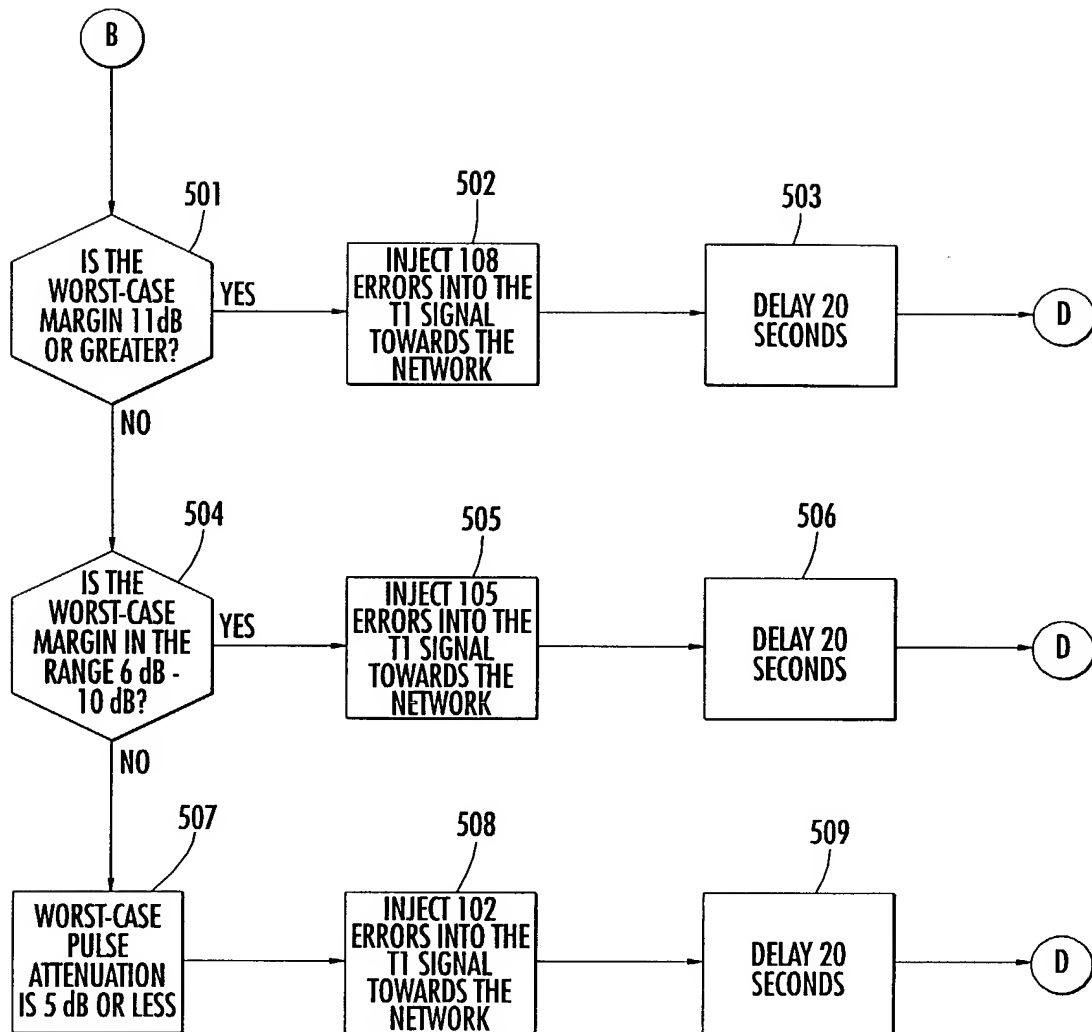 B
501
IS THE
WORST-CASE
MARGIN 11dB
OR GREATER?
YES
NO
502
INJECT 108
ERRORS INTO THE
T1 SIGNAL
TOWARDS THE
NETWORK
503
DELAY 20
SECONDS
D
504
IS THE
WORST-CASE
MARGIN IN THE
RANGE 6 dB -
10 dB?
YES
NO
505
INJECT 105
ERRORS INTO THE
T1 SIGNAL
TOWARDS THE
NETWORK
506
DELAY 20
SECONDS
D
507
WORST-CASE
PULSE
ATTENUATION
IS 5 dB OR LESS
508
INJECT 102
ERRORS INTO THE
T1 SIGNAL
TOWARDS THE
NETWORK
509
DELAY 20
SECONDS
D